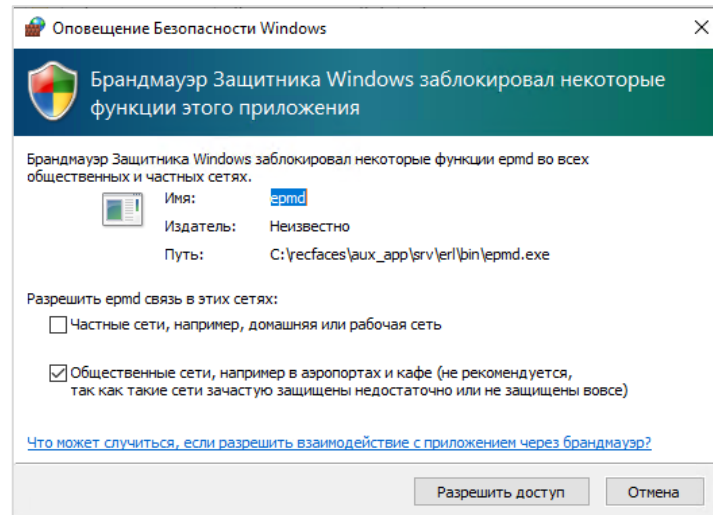 Оповещение Безопасности Windows
Брандмауэр Защитника Windows заблокировал некоторые
функции этого приложения
Брандмауэр Защитника Windows заблокировал некоторые функции epmd во всех
общественных и частных сетях.
Имя: epmd
Издатель: Неизвестно
Путь: C:\recfaces\aux_app\srv\erl\bin\epmd.exe
Разрешить epmd связь в этих сетях:
Частные сети, например, домашняя или рабочая сеть
Общественные сети, например в аэропортах и кафе (не рекомендуется,
так как такие сети зачастую защищены недостаточно или не защищены вовсе)
Что может случиться, если разрешить взаимодействие с приложением через брандмауэр?
Разрешить доступ Отмена